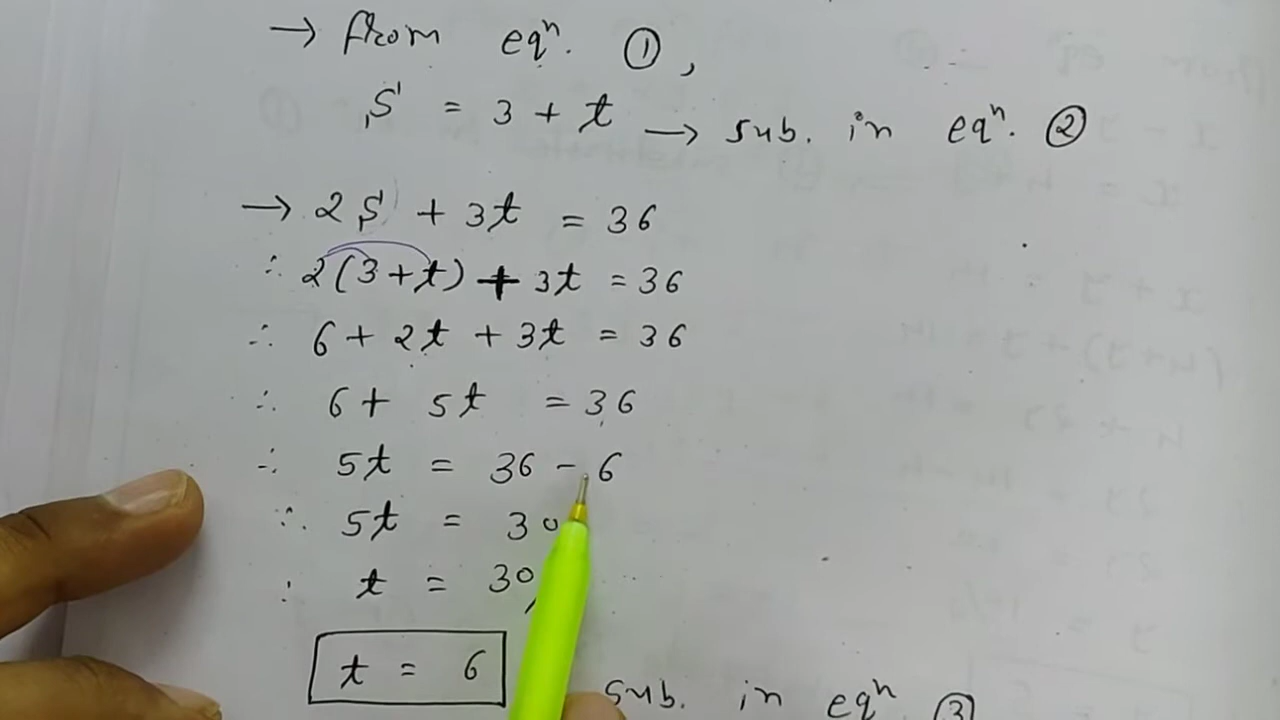 → from eqⁿ. ①,
S = 3 + t → sub. in eqⁿ. ②
→ 2S + 3t = 36
∴ 2(3+t) + 3t = 36
∴ 6 + 2t + 3t = 36
∴ 6 + 5t = 36
∴ 5t = 36 - 6
∴ 5t = 30
∴ t = 30
t = 6 sub. in eqⁿ ③